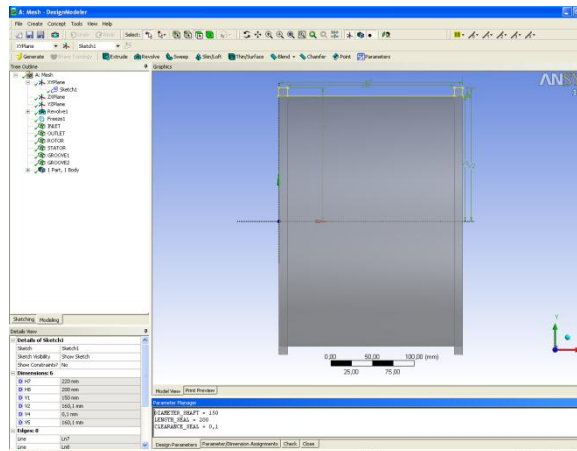 A: Mesh - DesignModeler
File Create Concept Tools View Help
Undo Redo Select:
XYPlane Sketch1
Generate Share Topology Extrude Revolve Sweep Skin/Loft Thin/Surface Blend Chamfer Point Parameters
Tree Outline
Graphics
A: Mesh
XYPlane
Sketch1
ZXPlane
YZPlane
Revolve1
Freeze1
INLET
OUTLET
ROTOR
STATOR
GROOVE1
GROOVE2
1 Part, 1 Body
ANSYS
Sketching Modeling
Details View
Details of Sketch1
Sketch Sketch1
Sketch Visibility Show Sketch
Show Constraints? No
Dimensions: 6
H7 220 mm
H8 200 mm
V1 150 mm
V2 160,1 mm
V4 0,1 mm
V5 160,1 mm
Edges: 8
Line Ln7
Line Ln8
0,00 50,00 100,00 (mm)
25,00 75,00
Y
Model View Print Preview
Parameter Manager
DIAMETER_SHAFT = 150
LENGTH_SEAL = 200
CLEARANCE_SEAL = 0,1
Design Parameters Parameter/Dimension Assignments Check Close